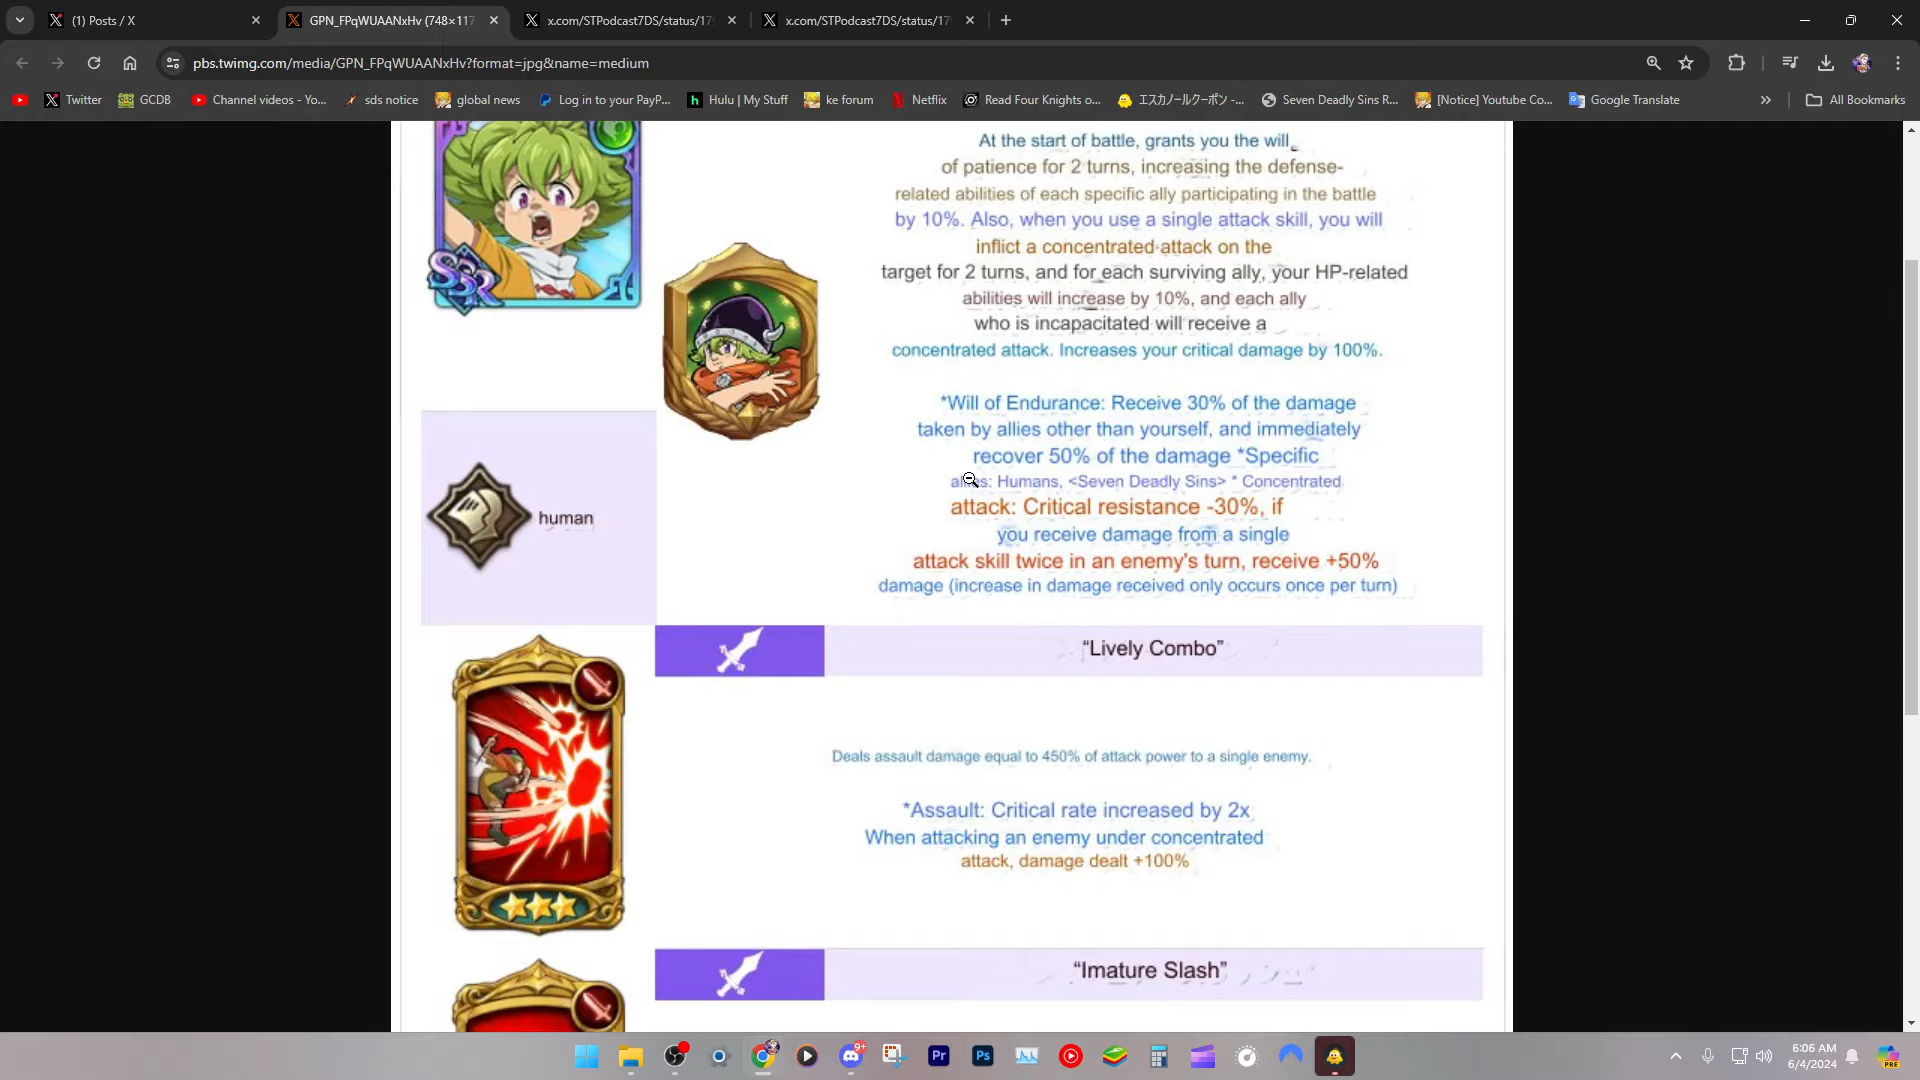 (1) Posts / X
GPN_FPqWUAANxHv (748×117
x.com/STPodcast7DS/status/17
x.com/STPodcast7DS/status/17
pbs.twimg.com/media/GPN_FPqWUAANxHv?format=jpg&name=medium
Twitter
GCDB
Channel videos - Yo...
sds notice
global news
Log in to your PayP...
Hulu | My Stuff
ke forum
Netflix
Read Four Knights o...
エスカノールクーポン -...
Seven Deadly Sins R...
[Notice] Youtube Co...
Google Translate
All Bookmarks
At the start of battle, grants you the will
of patience for 2 turns, increasing the defense-
related abilities of each specific ally participating in the battle
by 10%. Also, when you use a single attack skill, you will
inflict a concentrated attack on the
target for 2 turns, and for each surviving ally, your HP-related
abilities will increase by 10%, and each ally
who is incapacitated will receive a
concentrated attack. Increases your critical damage by 100%.
SSR
*Will of Endurance: Receive 30% of the damage
taken by allies other than yourself, and immediately
recover 50% of the damage *Specific
allies: Humans, <Seven Deadly Sins> * Concentrated
attack: Critical resistance -30%, if
you receive damage from a single
attack skill twice in an enemy's turn, receive +50%
damage (increase in damage received only occurs once per turn)
human
“Lively Combo”
Deals assault damage equal to 450% of attack power to a single enemy.
*Assault: Critical rate increased by 2x
When attacking an enemy under concentrated
attack, damage dealt +100%
“Imature Slash”
9+
Pr
Ps
6:06 AM
6/4/2024
PRE